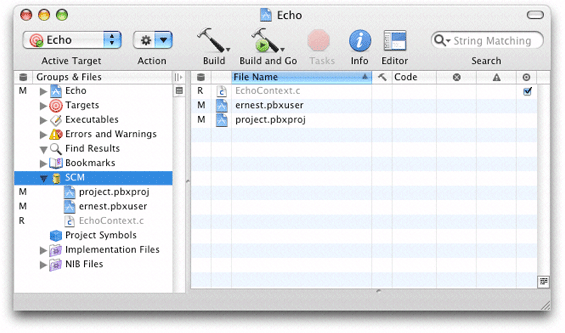 Echo
Echo
Active Target
Action
Build
Build and Go
Tasks
Info
Editor
String Matching
Search
Groups & Files
File Name
Code
M Echo
Targets
Executables
Errors and Warnings
Find Results
Bookmarks
SCM
M project.pbxproj
M ernest.pbxuser
R EchoContext.c
Project Symbols
Implementation Files
NIB Files
R EchoContext.c
M ernest.pbxuser
M project.pbxproj